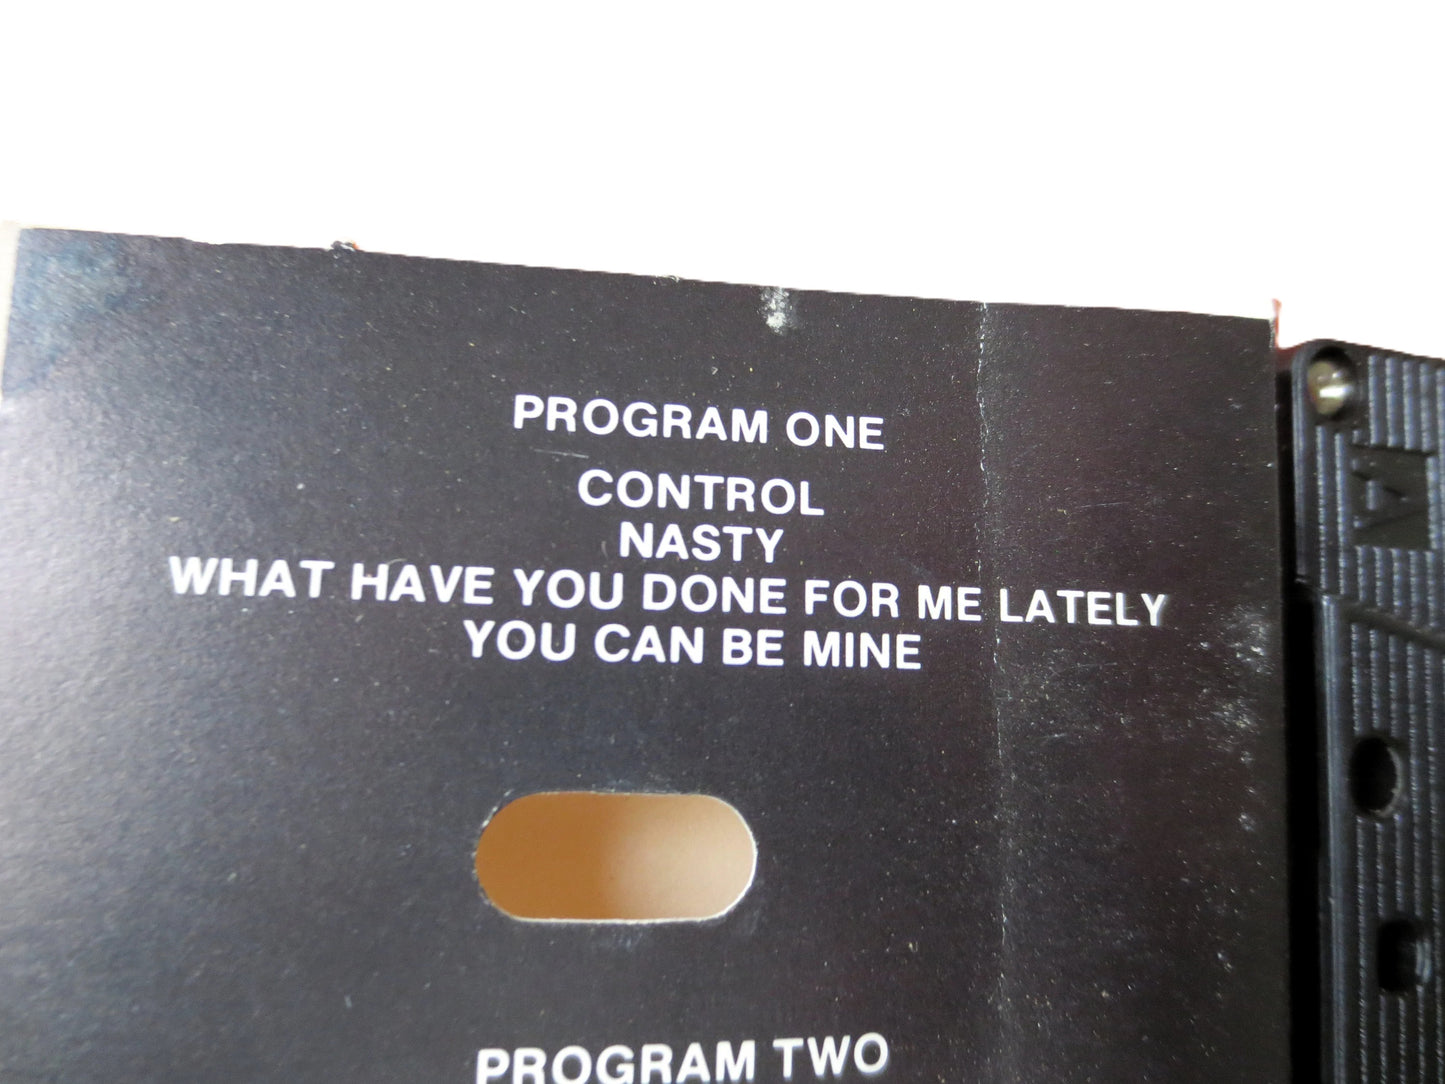 PROGRAM ONE
CONTROL
NASTY
WHAT HAVE YOU DONE FOR ME LATELY
YOU CAN BE MINE
PROGRAM TWO